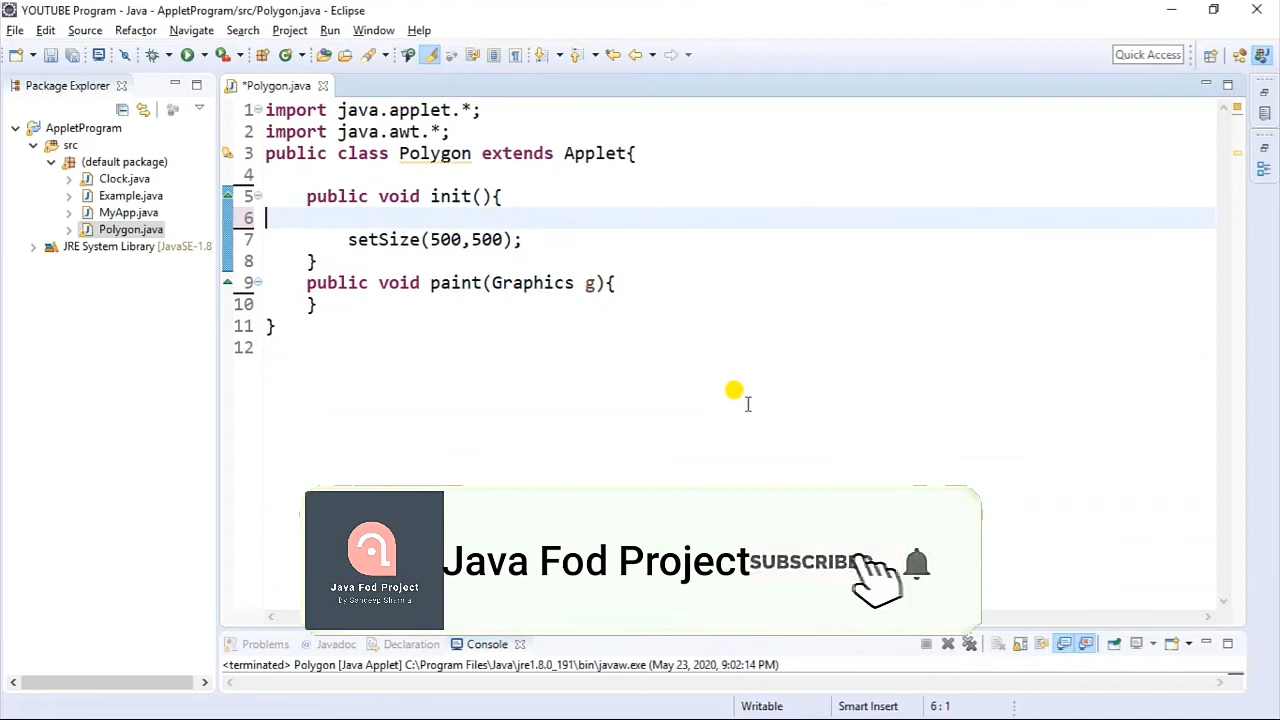 YOUTUBE Program - Java - AppletProgram/src/Polygon.java - Eclipse
File Edit Source Refactor Navigate Search Project Run Window Help
Quick Access
Package Explorer
*Polygon.java
AppletProgram
src
(default package)
Clock.java
Example.java
MyApp.java
Polygon.java
JRE System Library [JavaSE-1.8
1 import java.applet.*;
2 import java.awt.*;
3 public class Polygon extends Applet{
4
5 public void init(){
6
7 setSize(500,500);
8 }
9 public void paint(Graphics g){
10 }
11 }
12
Java Fod Project
By Sandeep Sharma
Java Fod Project
SUBSCRIBE
Problems @ Javadoc Declaration Console
<terminated> Polygon [Java Applet] C:\Program Files\Java\jre1.8.0_191\bin\javaw.exe (May 23, 2020, 9:02:14 PM)
Writable Smart Insert 6 : 1